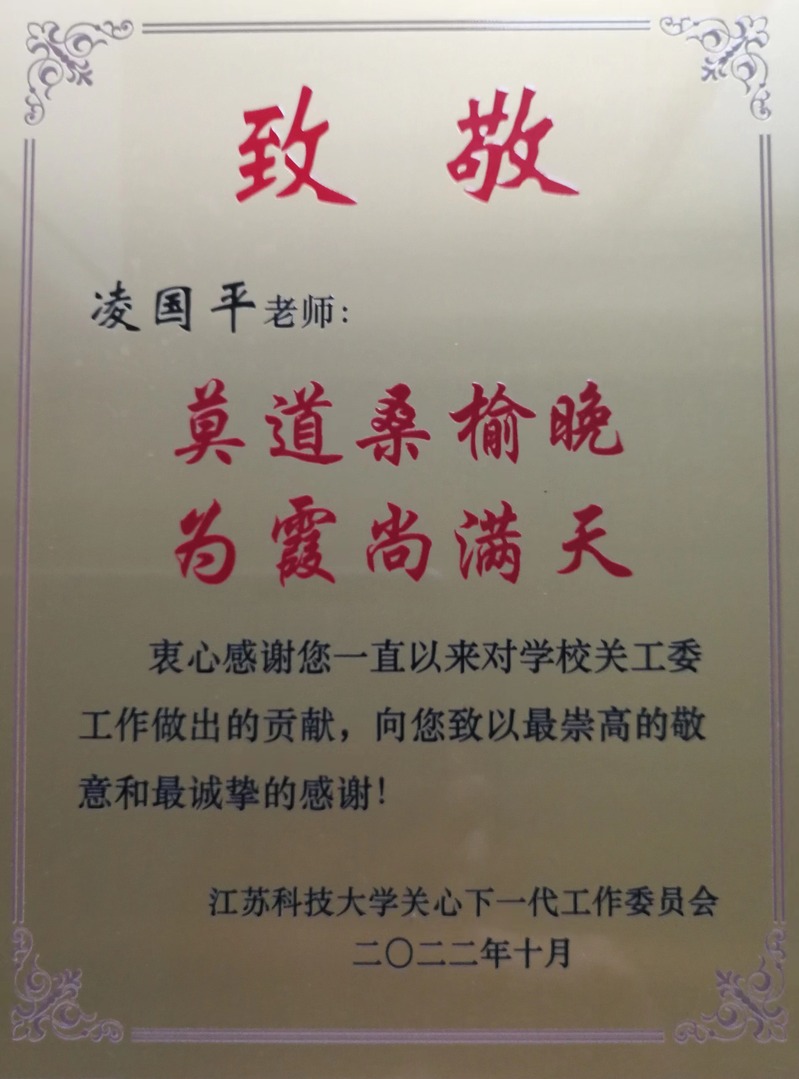 致敬
凌国平老师：
莫道桑榆晚
为霞尚满天
衷心感谢您一直以来对学校关工委
工作做出的贡献，向您致以最崇高的敬
意和最诚挚的感谢！
江苏科技大学关心下一代工作委员会
二〇二二年十月